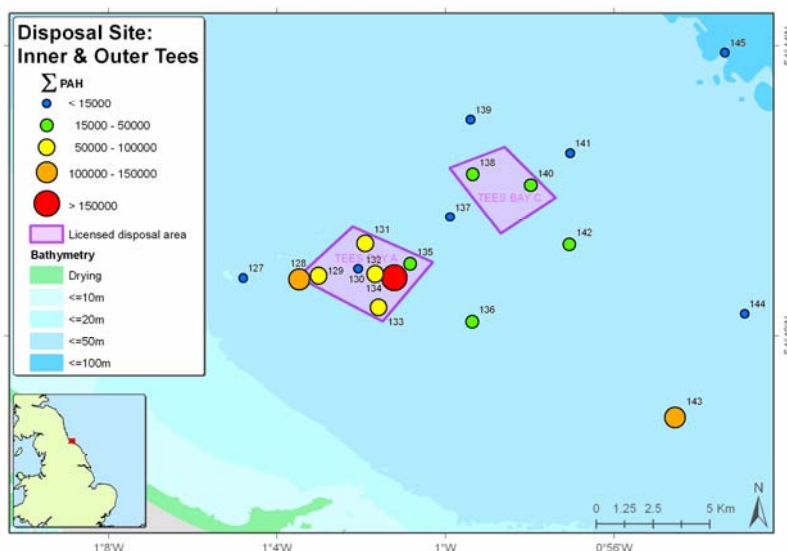 Disposal Site:
Inner & Outer Tees
∑ PAH
< 15000
15000 - 50000
50000 - 100000
100000 - 150000
> 150000
Licensed disposal area
Bathymetry
Drying
<=10m
<=20m
<=50m
<=100m
145
139
141
138
140
TEES BAY C
137
131
142
TEES BAY A
135
132
128
129
130
127
134
133
136
144
143
N
0 1.25 2.5 5 Km
1°8'W 1°4'W 1°W 0°56'W